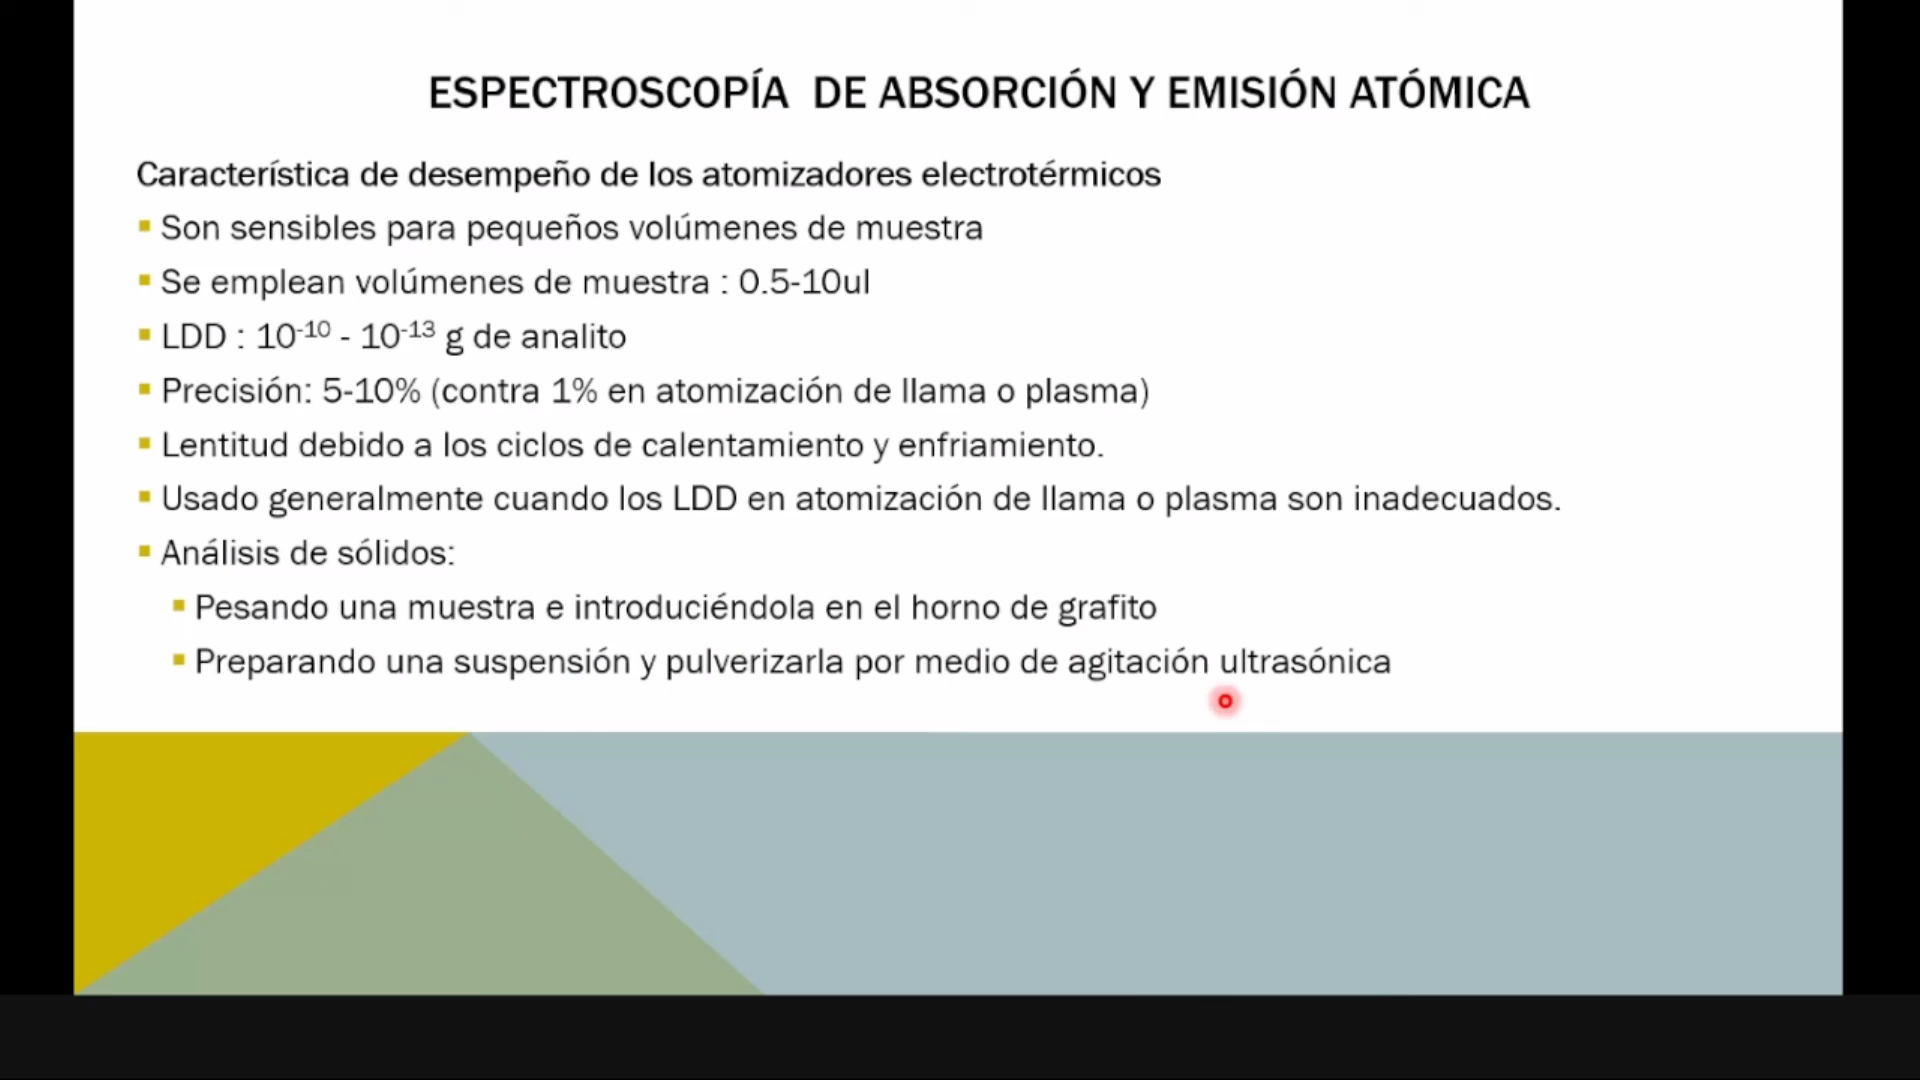 ESPECTROSCOPÍA DE ABSORCIÓN Y EMISIÓN ATÓMICA
Característica de desempeño de los atomizadores electrotérmicos
▪ Son sensibles para pequeños volúmenes de muestra
▪ Se emplean volúmenes de muestra : 0.5-10ul
▪ LDD : 10⁻¹⁰ - 10⁻¹³ g de analito
▪ Precisión: 5-10% (contra 1% en atomización de llama o plasma)
▪ Lentitud debido a los ciclos de calentamiento y enfriamiento.
▪ Usado generalmente cuando los LDD en atomización de llama o plasma son inadecuados.
▪ Análisis de sólidos:
▪ Pesando una muestra e introduciéndola en el horno de grafito
▪ Preparando una suspensión y pulverizarla por medio de agitación ultrasónica